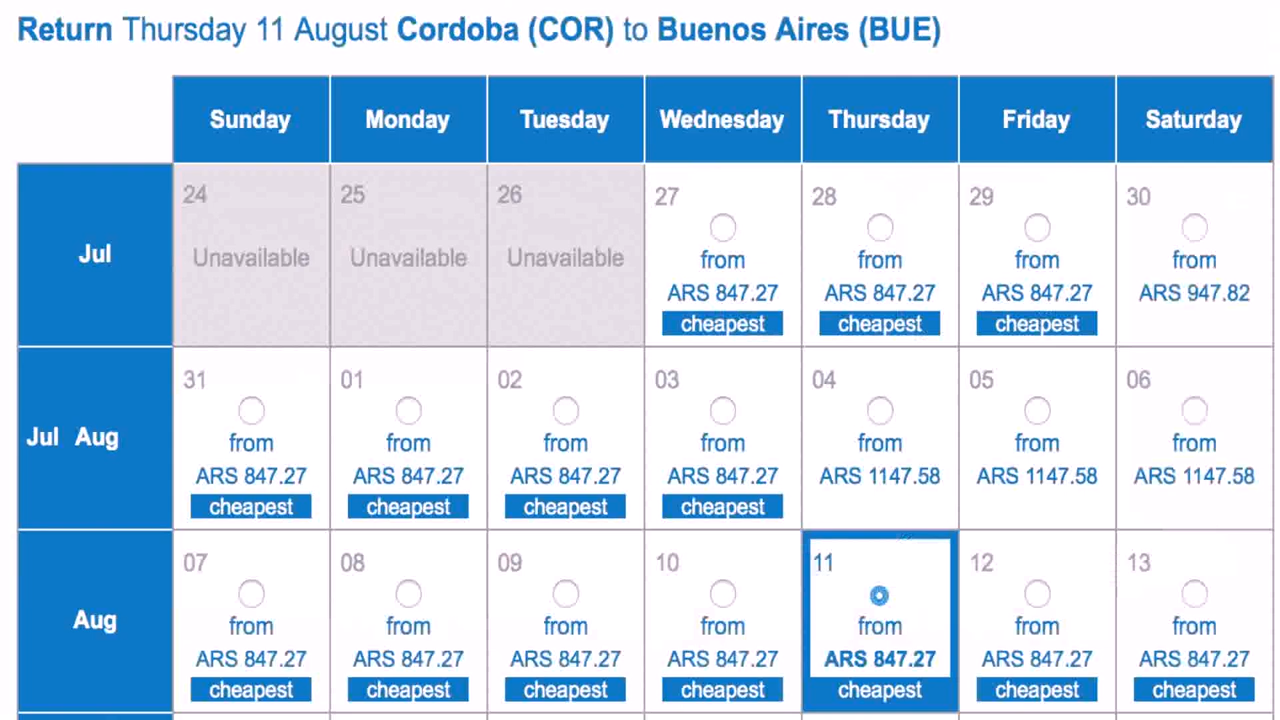 Return Thursday 11 August Cordoba (COR) to Buenos Aires (BUE)
Sunday Monday Tuesday Wednesday Thursday Friday Saturday
Jul
24 25 26 27 28 29 30
Unavailable Unavailable Unavailable from from from from
ARS 847.27 ARS 847.27 ARS 847.27 ARS 947.82
cheapest cheapest cheapest
Jul Aug
31 01 02 03 04 05 06
from from from from from from from
ARS 847.27 ARS 847.27 ARS 847.27 ARS 847.27 ARS 1147.58 ARS 1147.58 ARS 1147.58
cheapest cheapest cheapest cheapest
Aug
07 08 09 10 11 12 13
from from from from from from from
ARS 847.27 ARS 847.27 ARS 847.27 ARS 847.27 ARS 847.27 ARS 847.27 ARS 847.27
cheapest cheapest cheapest cheapest cheapest cheapest cheapest